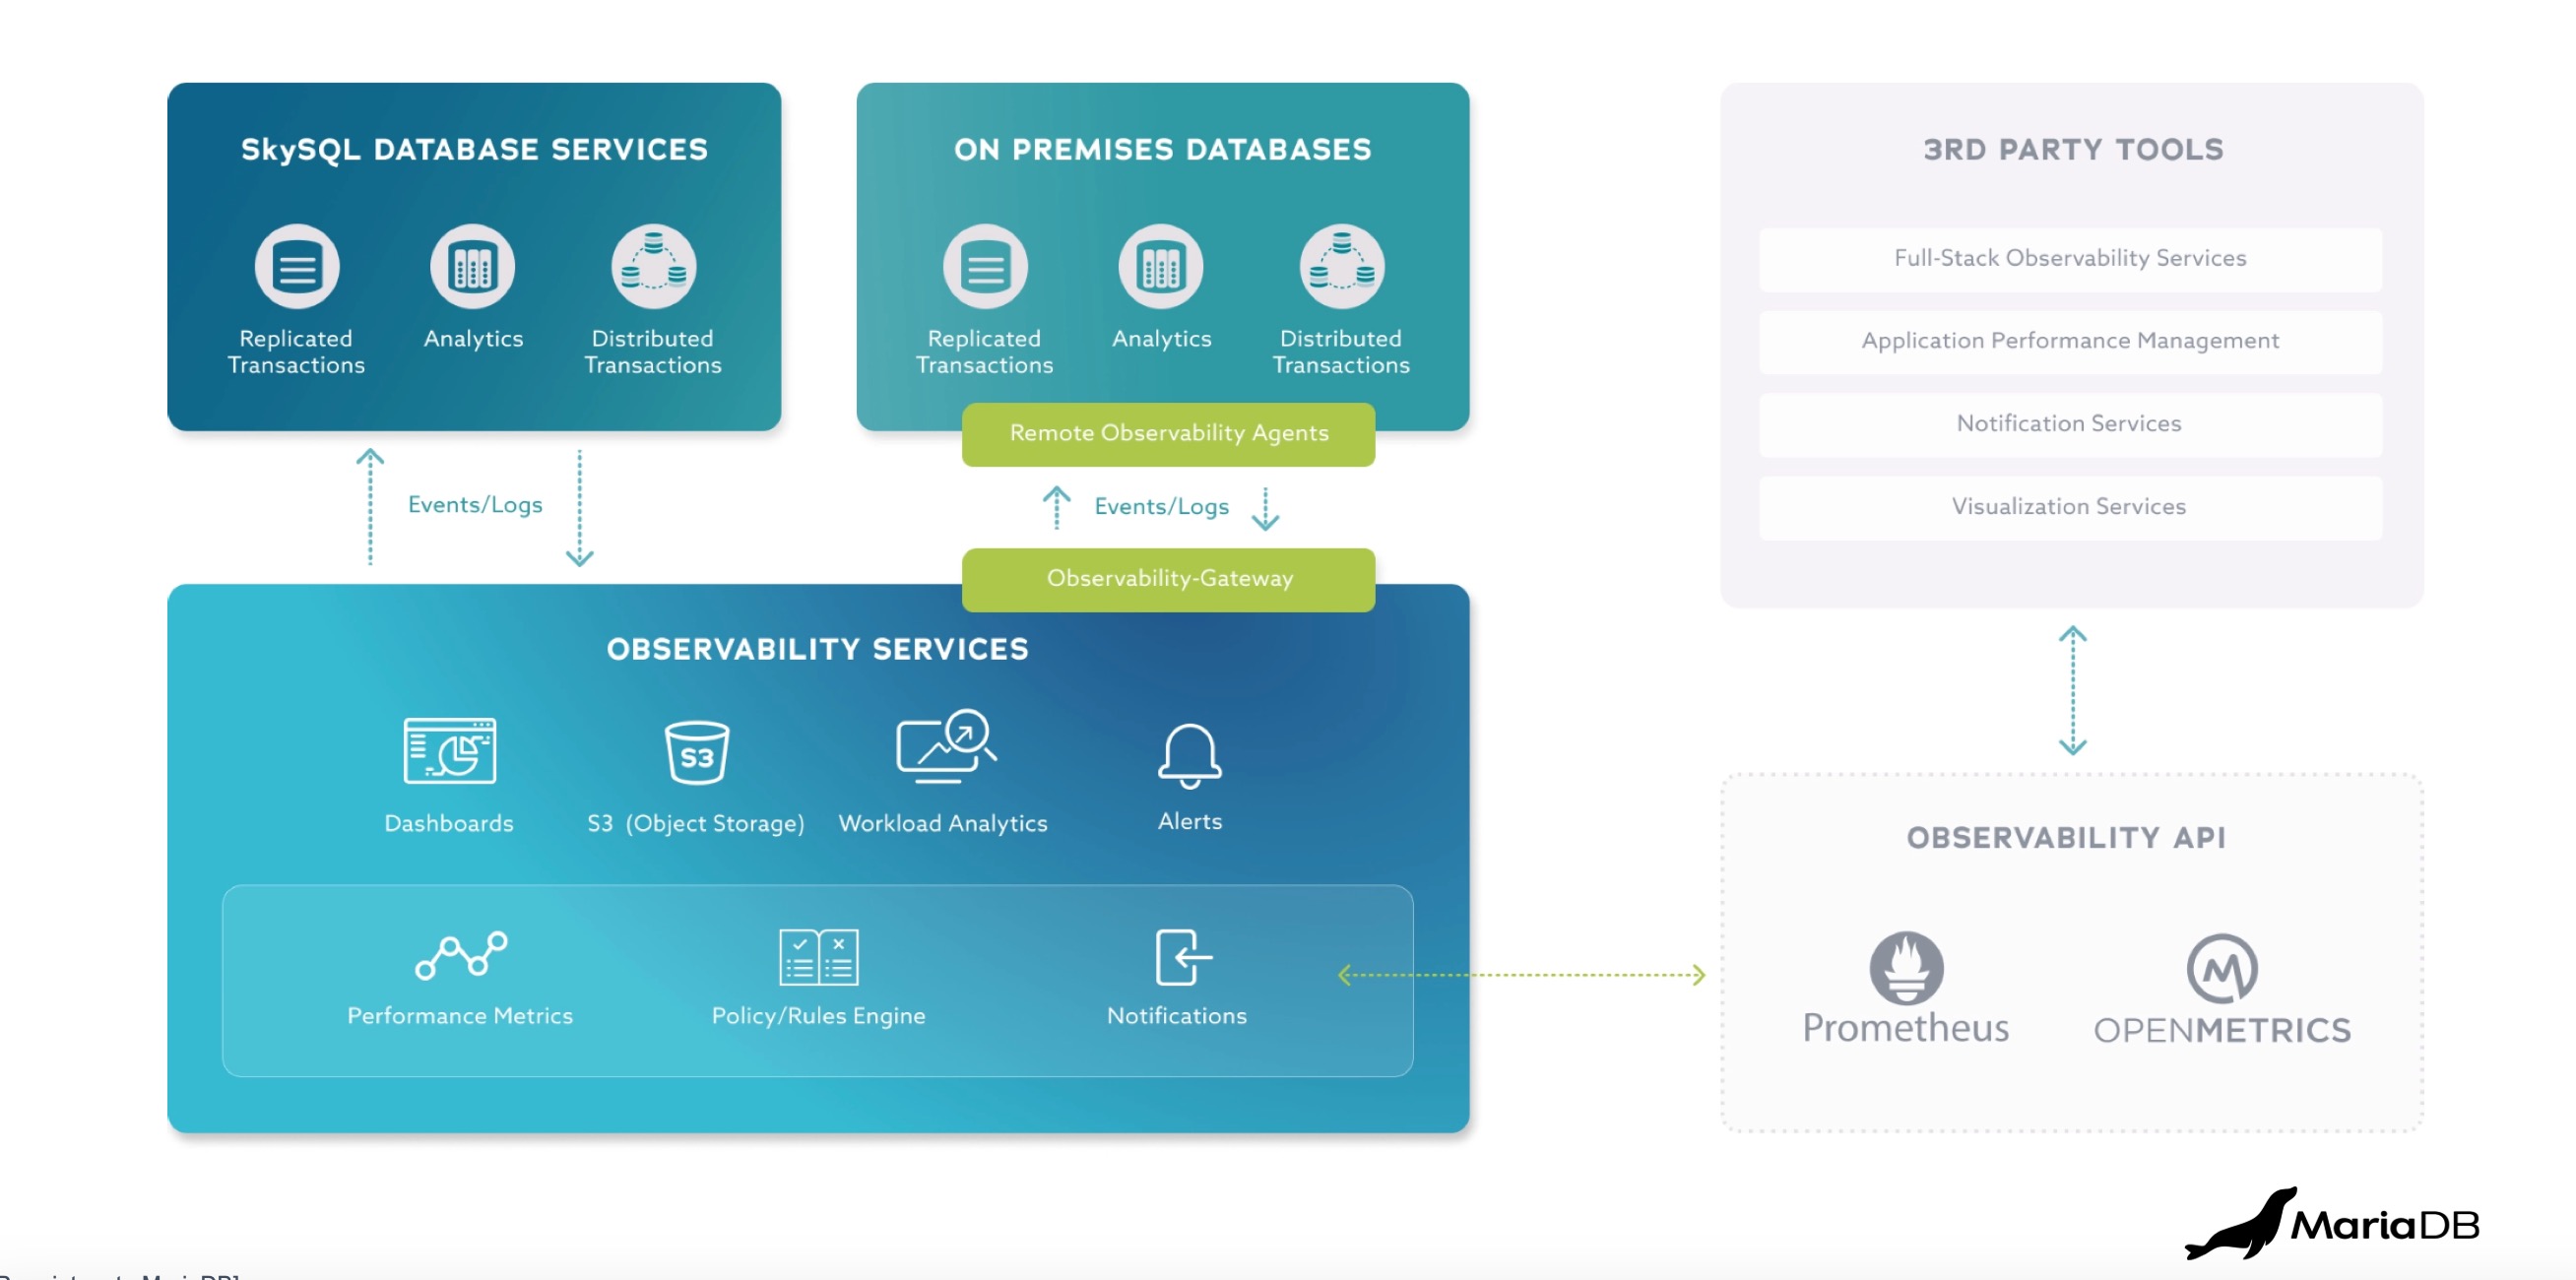 SkySQL DATABASE SERVICES
Replicated
Transactions
Analytics
Distributed
Transactions
ON PREMISES DATABASES
Replicated
Transactions
Analytics
Distributed
Transactions
Remote Observability Agents
Events/Logs
Events/Logs
Observability-Gateway
OBSERVABILITY SERVICES
Dashboards
S3
S3 (Object Storage)
Workload Analytics
Alerts
Performance Metrics
Policy/Rules Engine
Notifications
3RD PARTY TOOLS
Full-Stack Observability Services
Application Performance Management
Notification Services
Visualization Services
OBSERVABILITY API
Prometheus
OPENMETRICS
MariaDB